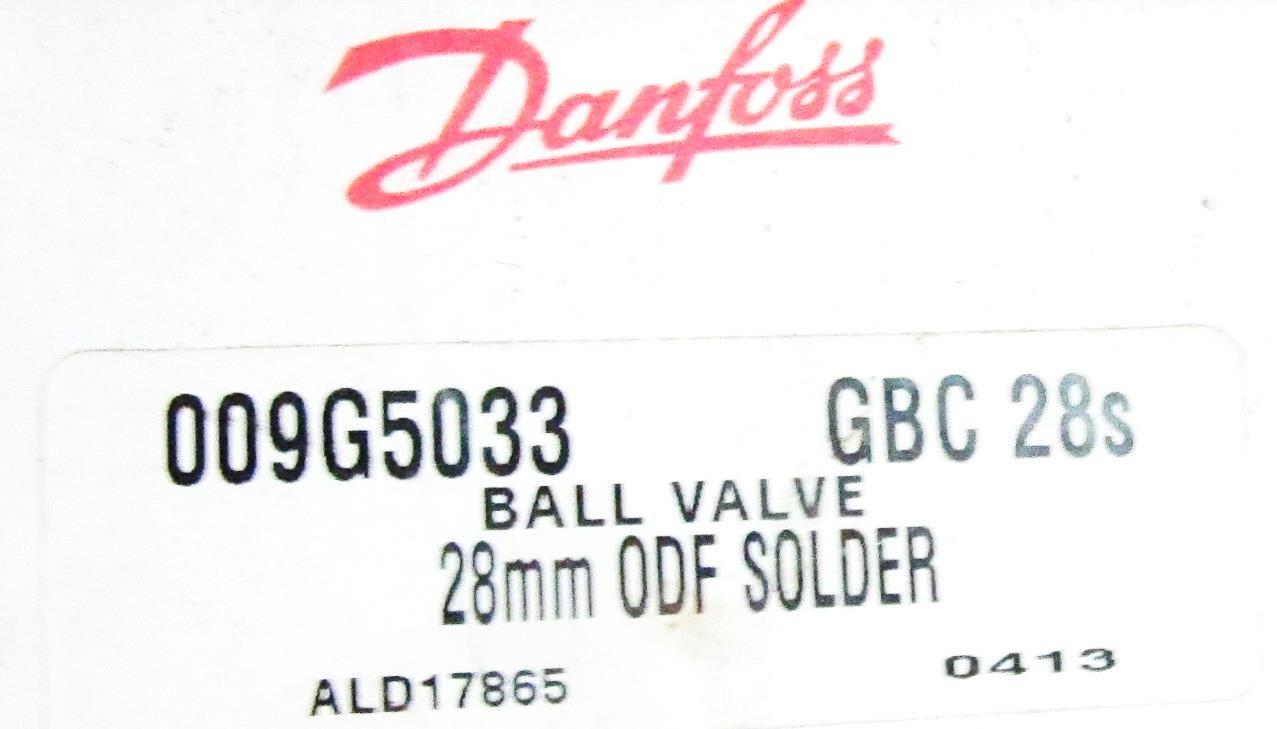 Danfoss
009G5033 GBC 28s
BALL VALVE
28mm ODF SOLDER
ALD17865 0413